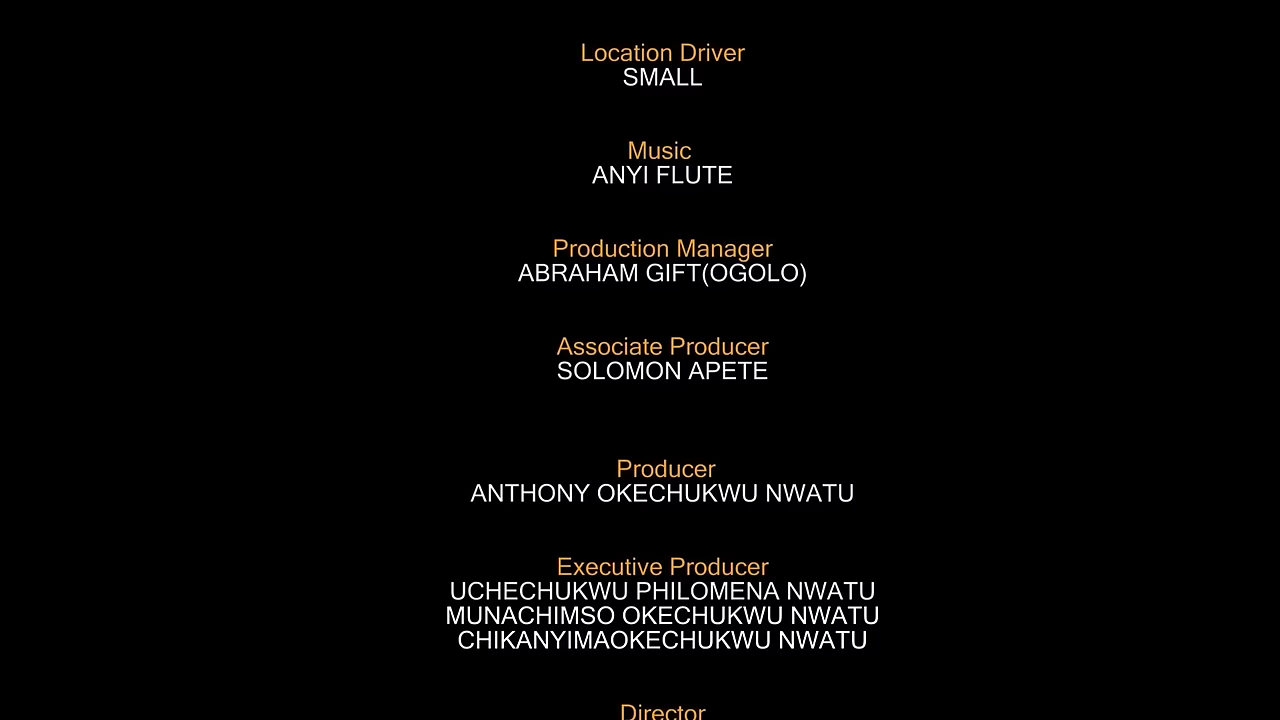 Location Driver
SMALL
Music
ANYI FLUTE
Production Manager
ABRAHAM GIFT(OGOLO)
Associate Producer
SOLOMON APETE
Producer
ANTHONY OKECHUKWU NWATU
Executive Producer
UCHECHUKWU PHILOMENA NWATU
MUNACHIMSO OKECHUKWU NWATU
CHIKANYIMAOKECHUKWU NWATU
Director